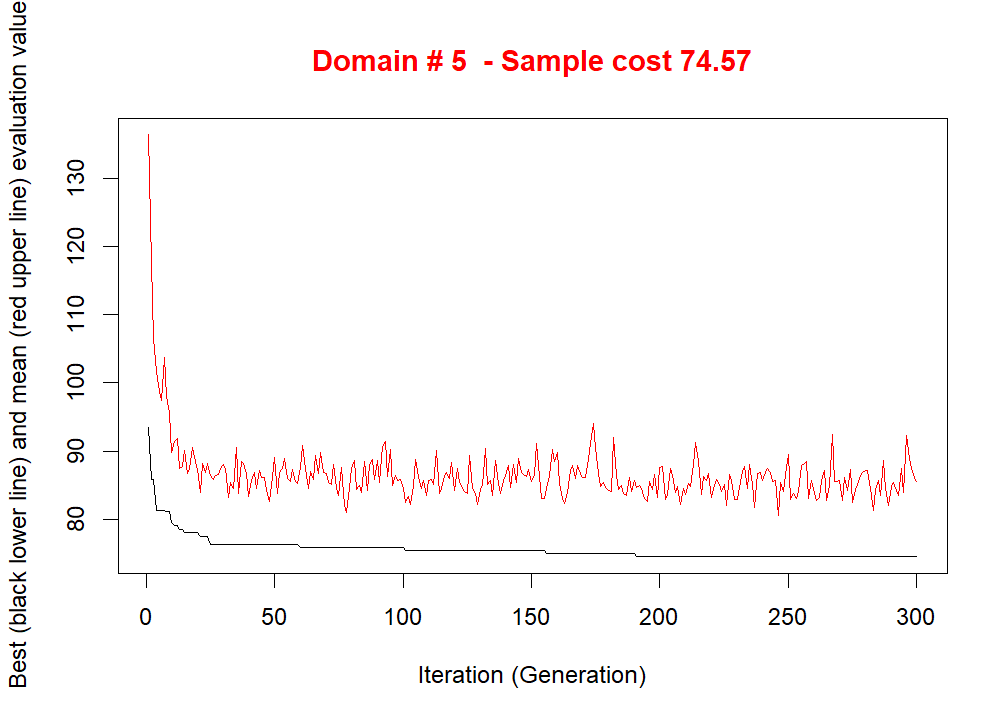 Domain # 5  - Sample cost 74.57
Best (black lower line) and mean (red upper line) evaluation value
130
120
110
100
90
80
0 50 100 150 200 250 300
Iteration (Generation)